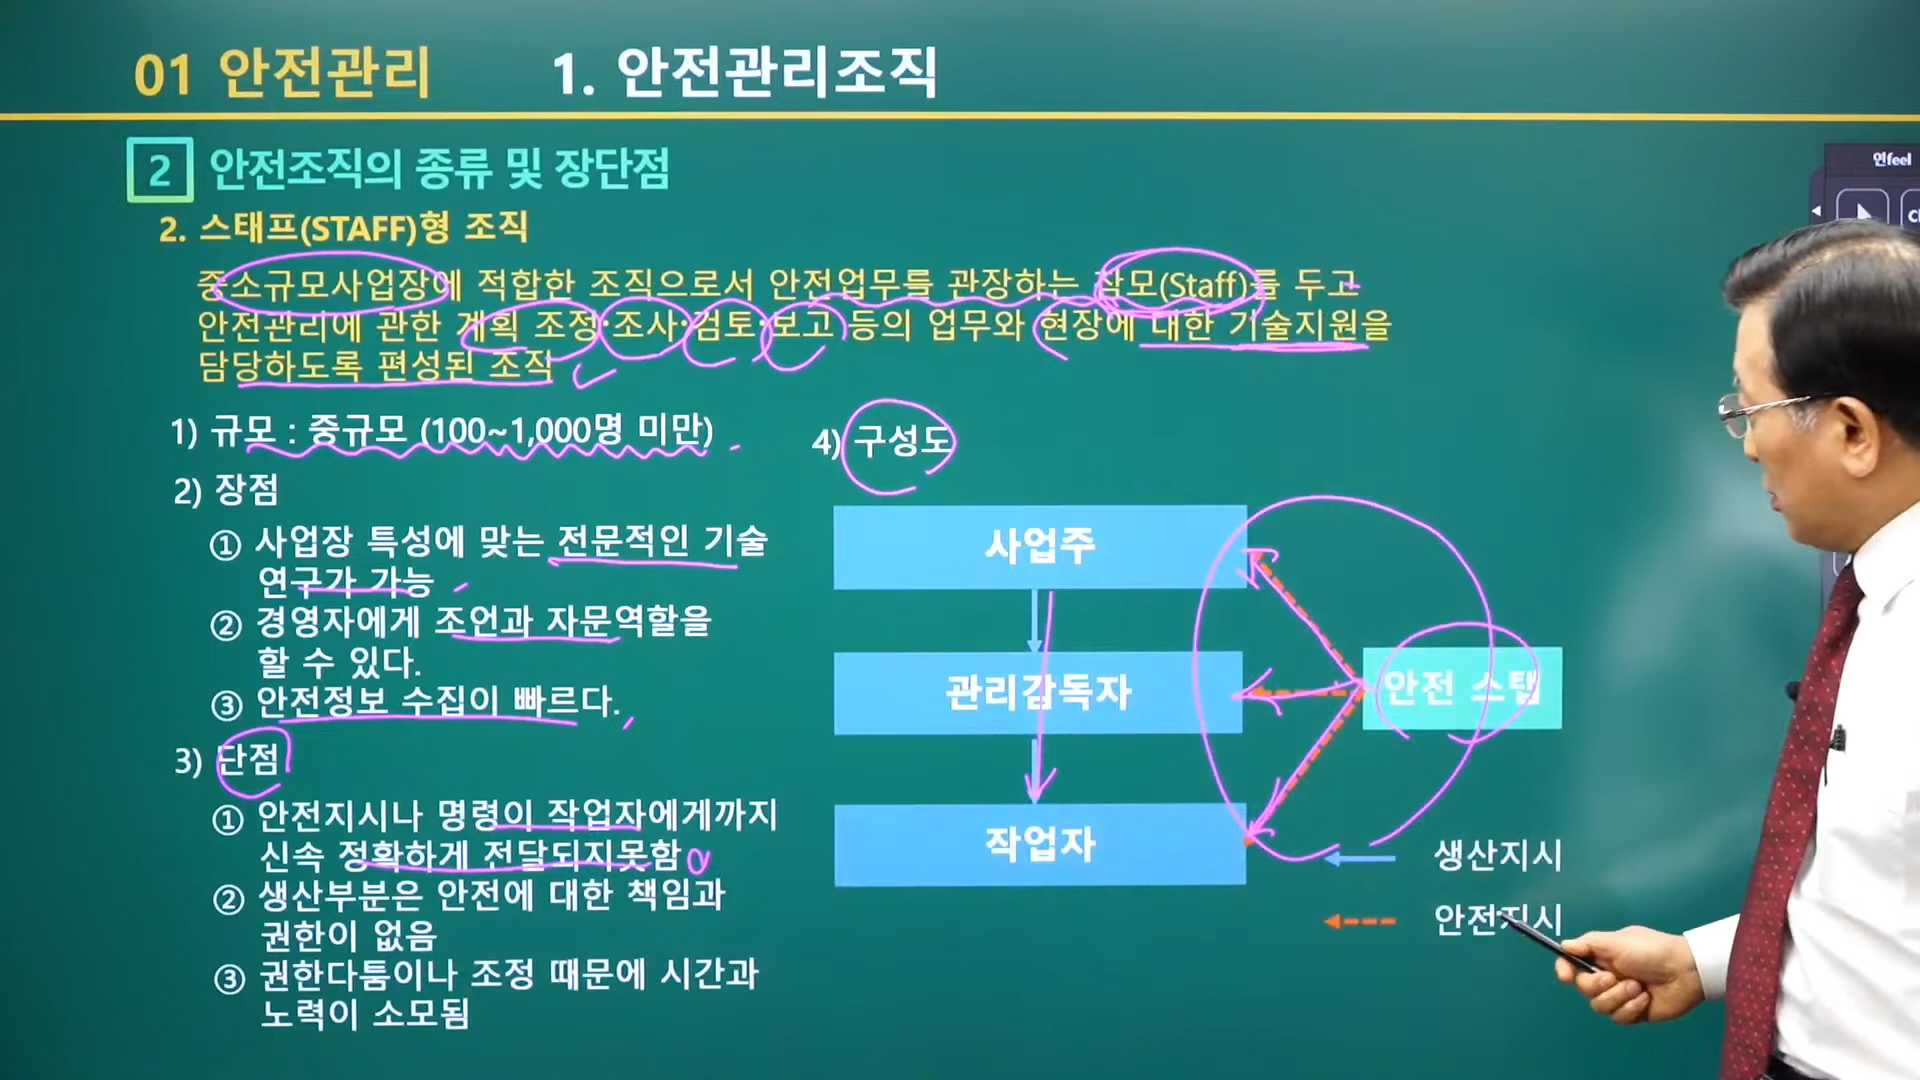 01 안전관리 1. 안전관리조직
연feel
2 안전조직의 종류 및 장단점
2. 스태프(STAFF)형 조직
중소규모사업장에 적합한 조직으로서 안전업무를 관장하는 참모(Staff)를 두고
안전관리에 관한 계획 조정·조사·검토·보고 등의 업무와 현장에 대한 기술지원을
담당하도록 편성된 조직
1) 규모 : 중규모 (100~1,000명 미만)
2) 장점
① 사업장 특성에 맞는 전문적인 기술
연구가 가능
② 경영자에게 조언과 자문역할을
할 수 있다.
③ 안전정보 수집이 빠르다.
3) 단점
① 안전지시나 명령이 작업자에게까지
신속 정확하게 전달되지못함
② 생산부분은 안전에 대한 책임과
권한이 없음
③ 권한다툼이나 조정 때문에 시간과
노력이 소모됨
4) 구성도
사업주
관리감독자
안전 스탭
작업자
생산지시
안전지시